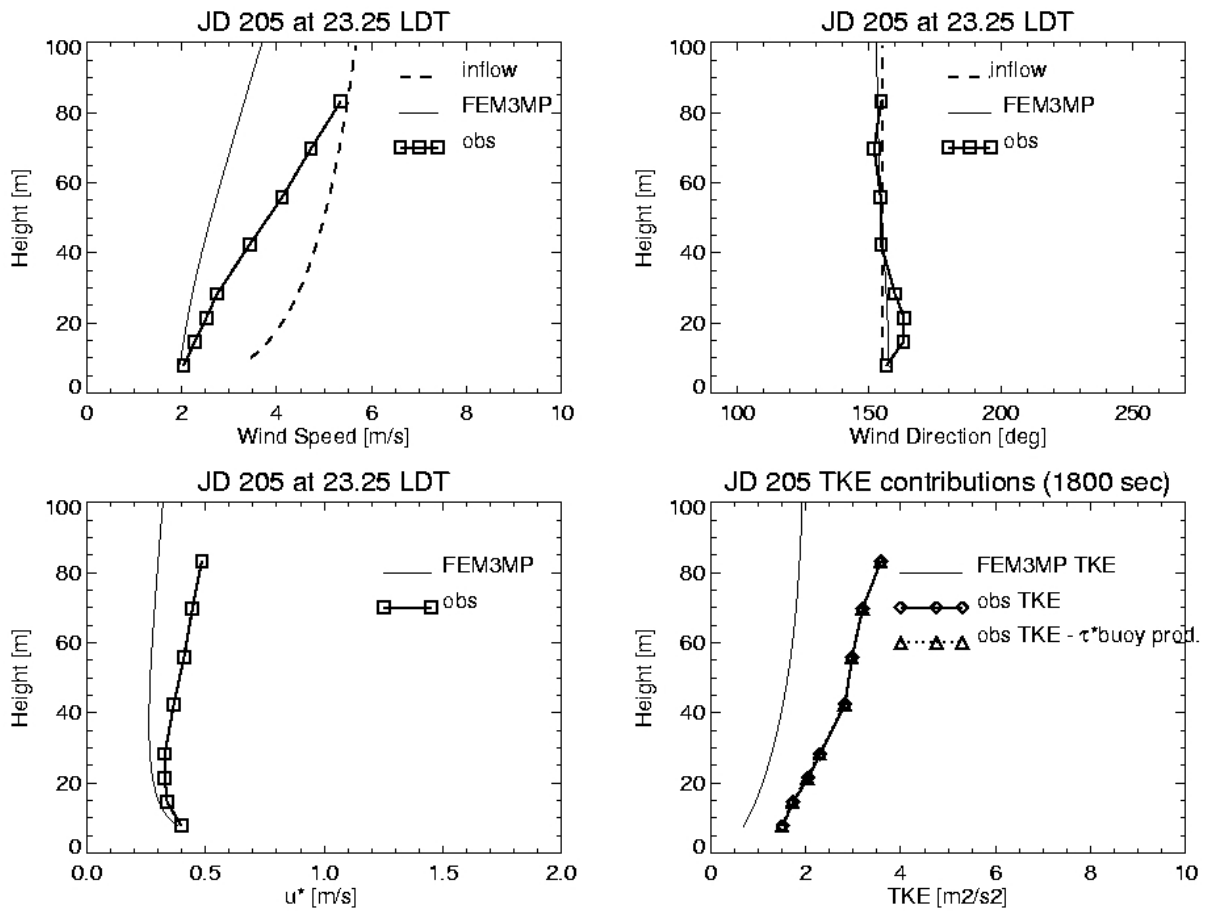 JD 205 at 23.25 LDT
100
80
60
40
20
0
Height [m]
inflow
FEM3MP
obs
0 2 4 6 8 10
Wind Speed [m/s]
JD 205 at 23.25 LDT
100
80
60
40
20
0
Height [m]
inflow
FEM3MP
obs
100 150 200 250
Wind Direction [deg]
JD 205 at 23.25 LDT
100
80
60
40
20
0
Height [m]
FEM3MP
obs
0.0 0.5 1.0 1.5 2.0
u* [m/s]
JD 205 TKE contributions (1800 sec)
100
80
60
40
20
0
Height [m]
FEM3MP TKE
obs TKE
obs TKE - τ*buoy prod.
0 2 4 6 8 10
TKE [m2/s2]